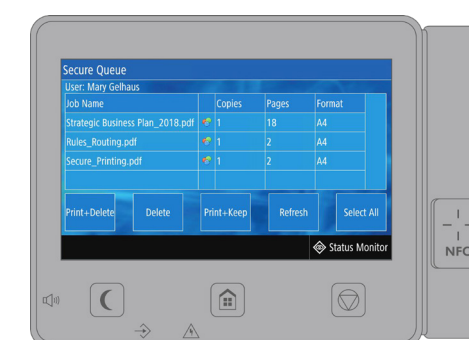 Secure Queue
User: Mary Gelhaus
Job Name Copies Pages Format
Strategic Business Plan_2018.pdf 1 18 A4
Rules_Routing.pdf 1 2 A4
Secure_Printing.pdf 1 2 A4
Print+Delete Delete Print+Keep Refresh Select All
Status Monitor
NFC